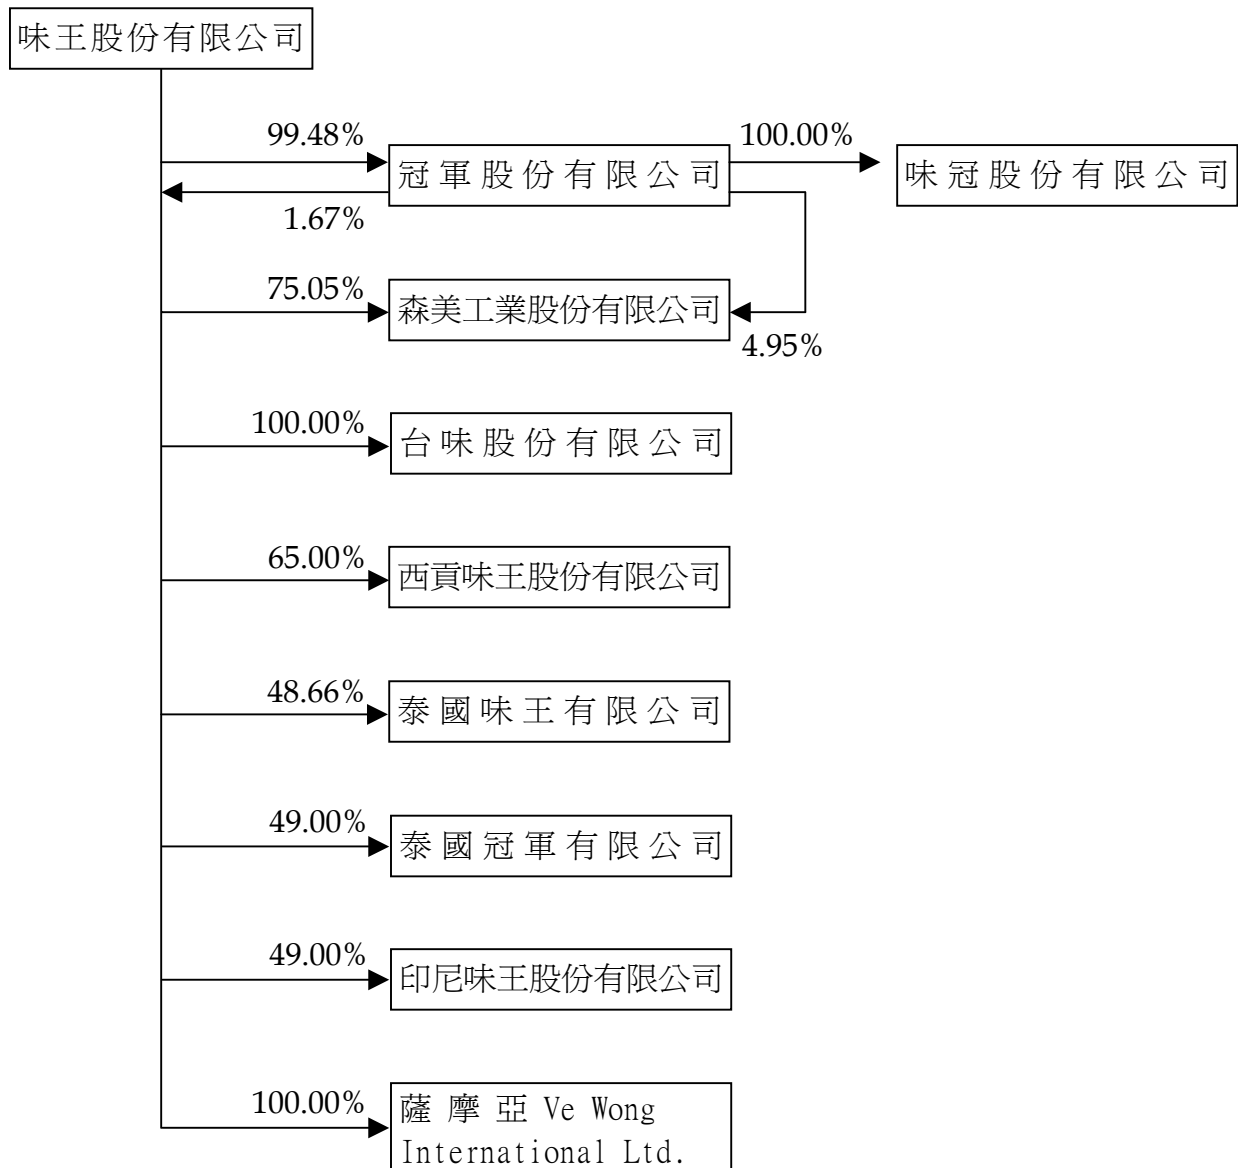 味王股份有限公司
99.48%
100.00%
冠軍股份有限公司
味冠股份有限公司
1.67%
75.05%
森美工業股份有限公司
4.95%
100.00%
台味股份有限公司
65.00%
西貢味王股份有限公司
48.66%
泰國味王有限公司
49.00%
泰國冠軍有限公司
49.00%
印尼味王股份有限公司
100.00%
薩摩亞 Ve Wong
International Ltd.